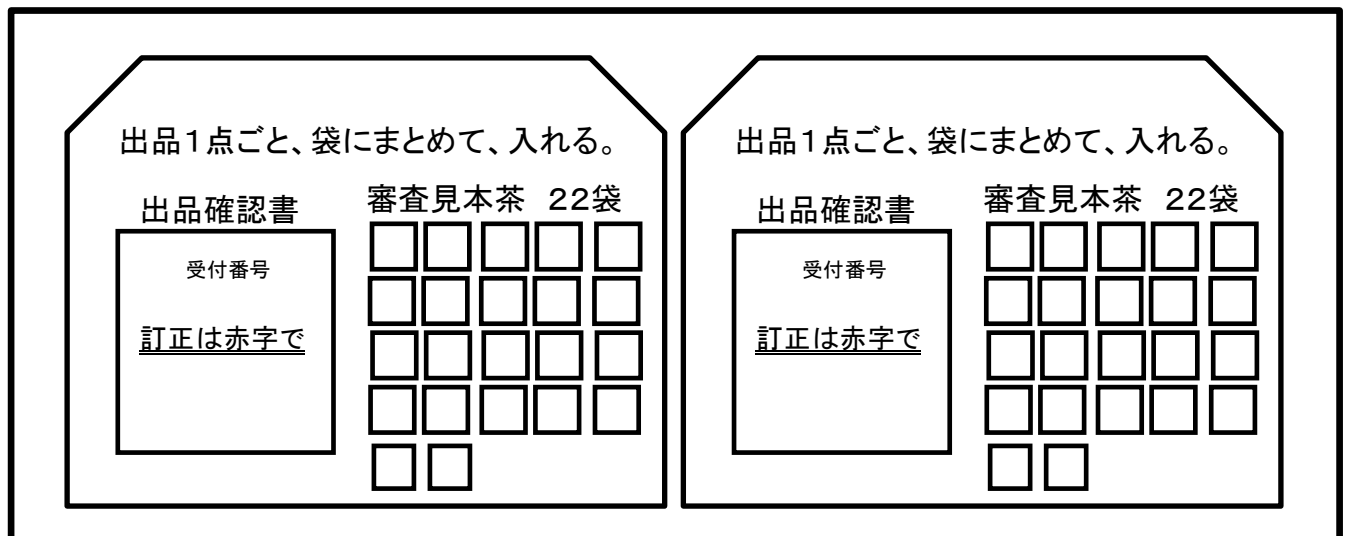 出品1点ごと、袋にまとめて、入れる。
出品確認書
審査見本茶　22袋
受付番号
訂正は赤字で
出品1点ごと、袋にまとめて、入れる。
出品確認書
審査見本茶　22袋
受付番号
訂正は赤字で